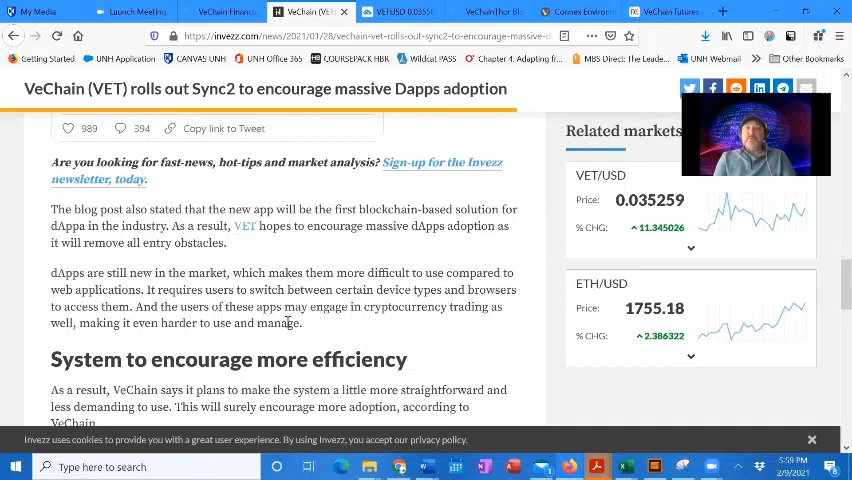 My Media
Launch Meeting
VeChain Financi
VeChain (VET)
VETUSD 0.03558
VeChainThor Blo
Connex Environ
VeChain futures
https://invezz.com/news/2021/01/28/vechain-vet-rolls-out-sync2-to-encourage-massive-d
Getting Started
UNH Application
CANVAS UNH
UNH Office 365
COURSEPACK HBR
Wildcat PASS
Chapter 4. Adapting f...
MBS Direct: The Leade...
UNH Webmail
Other Bookmarks
VeChain (VET) rolls out Sync2 to encourage massive Dapps adoption
989 394 Copy link to Tweet
Are you looking for fast-news, hot-tips and market analysis? Sign-up for the Invezz
newsletter, today.
The blog post also stated that the new app will be the first blockchain-based solution for
dAppa in the industry. As a result, VET hopes to encourage massive dApps adoption as
it will remove all entry obstacles.
dApps are still new in the market, which makes them more difficult to use compared to
web applications. It requires users to switch between certain device types and browsers
to access them. And the users of these apps may engage in cryptocurrency trading as
well, making it even harder to use and manage.
System to encourage more efficiency
As a result, VeChain says it plans to make the system a little more straightforward and
less demanding to use. This will surely encourage more adoption, according to
VeChain
Related markets
VET/USD
Price: 0.035259
% CHG: 11.345026
ETH/USD
Price: 1755.18
% CHG: 2.386322
Invezz uses cookies to provide you with a great user experience. By using Invezz, you accept our privacy policy.
Type here to search
5:59 PM
2/9/2021